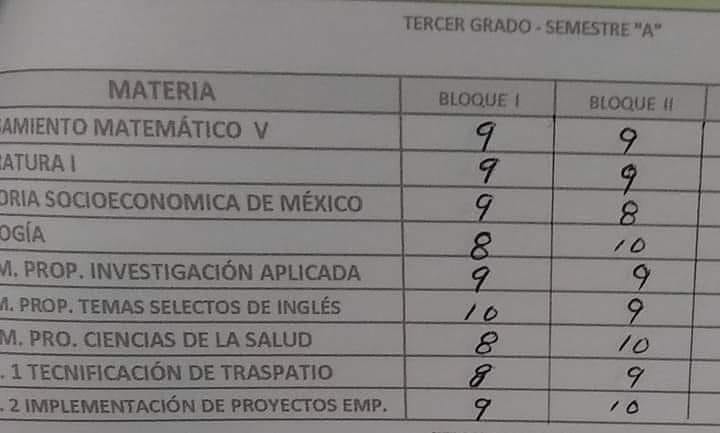 TERCER GRADO - SEMESTRE "A"
MATERIA BLOQUE I BLOQUE II
SAMIENTO MATEMÁTICO V 9 9
RATURA I 9 9
ORIA SOCIOECONOMICA DE MÉXICO 9 8
OGÍA 8 10
M. PROP. INVESTIGACIÓN APLICADA 9 9
M. PROP. TEMAS SELECTOS DE INGLÉS 10 9
M. PRO. CIENCIAS DE LA SALUD 8 10
. 1 TECNIFICACIÓN DE TRASPATIO 8 9
. 2 IMPLEMENTACIÓN DE PROYECTOS EMP. 9 10